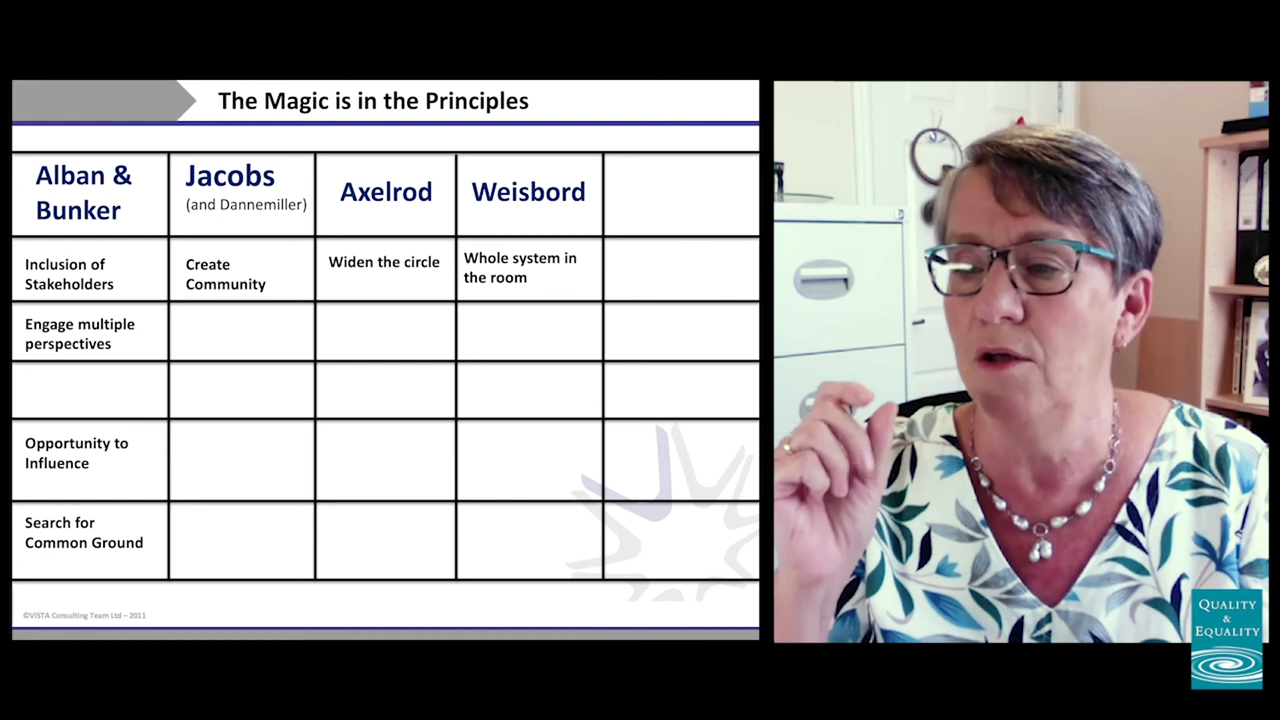 The Magic is in the Principles
Alban &
Bunker
Jacobs
(and Dannemiller)
Axelrod
Weisbord
Inclusion of
Stakeholders
Create
Community
Widen the circle
Whole system in
the room
Engage multiple
perspectives
Opportunity to
Influence
Search for
Common Ground
©VISTA Consulting Team Ltd – 2011
QUALITY
&
EQUALITY